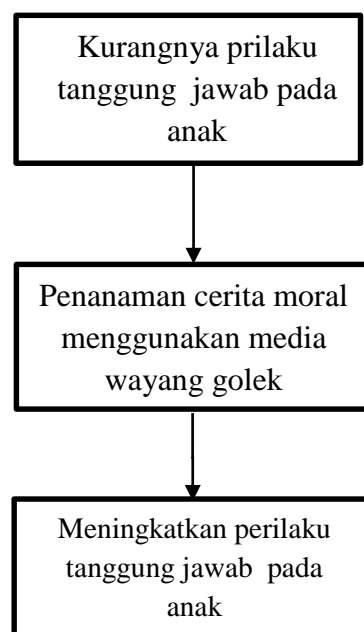 Kurangnya prilaku
tanggung jawab pada
anak
Penanaman cerita moral
menggunakan media
wayang golek
Meningkatkan perilaku
tanggung jawab pada
anak